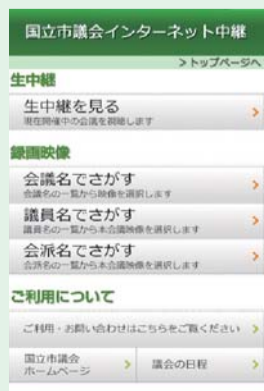 国立市議会インターネット中継
>トップページへ
生中継
生中継を見る
現在開催中の会議を視聴します
録画映像
会議名でさがす
会議名の一覧から映像を選択します
議員名でさがす
議員名の一覧から本会議映像を選択します
会派名でさがす
会派名の一覧から本会議映像を選択します
ご利用について
ご利用・お問い合わせはこちらをご覧ください
国立市議会
ホームページ
議会の日程